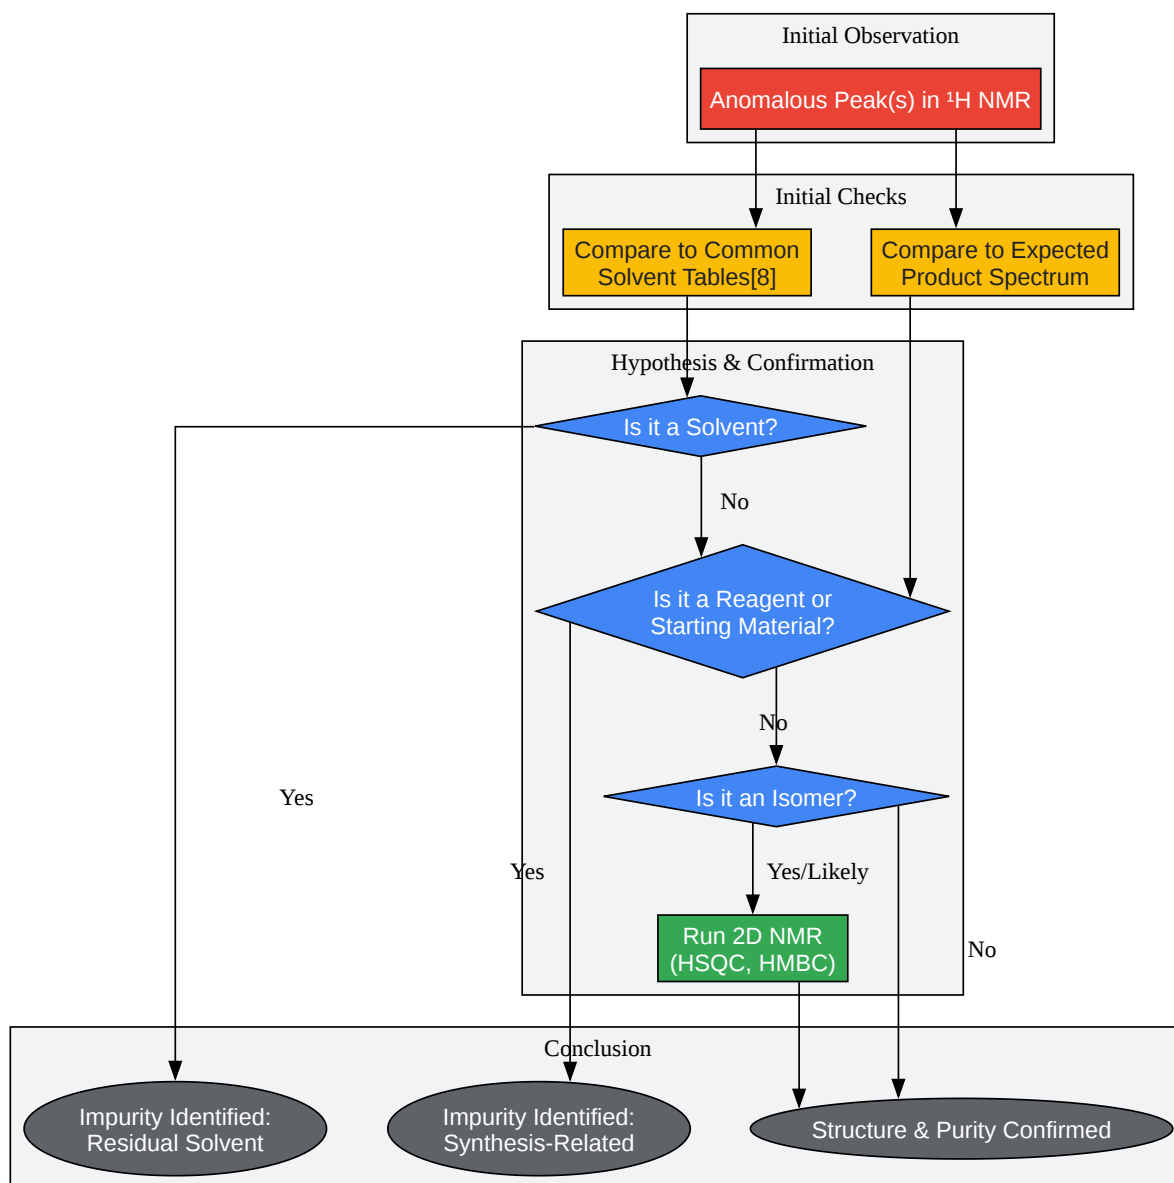 Initial Observation
Anomalous Peak(s) in ¹H NMR
Initial Checks
Compare to Common
Solvent Tables[8]
Compare to Expected
Product Spectrum
Hypothesis & Confirmation
Is it a Solvent?
No
Is it a Reagent or
Starting Material?
No
Is it an Isomer?
Yes
Yes
Yes/Likely
Run 2D NMR
(HSQC, HMBC)
No
Conclusion
Impurity Identified:
Residual Solvent
Impurity Identified:
Synthesis-Related
Structure & Purity Confirmed